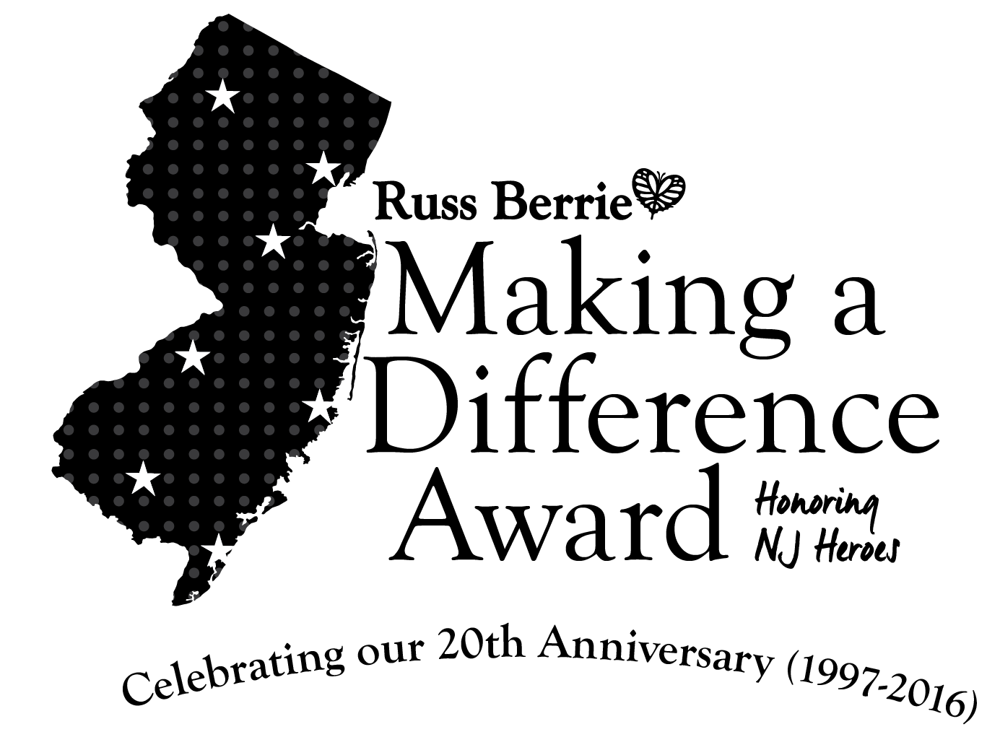 Russ Berrie
Making a
Difference
Award
Honoring
NJ Heroes
Celebrating our 20th Anniversary (1997-2016)